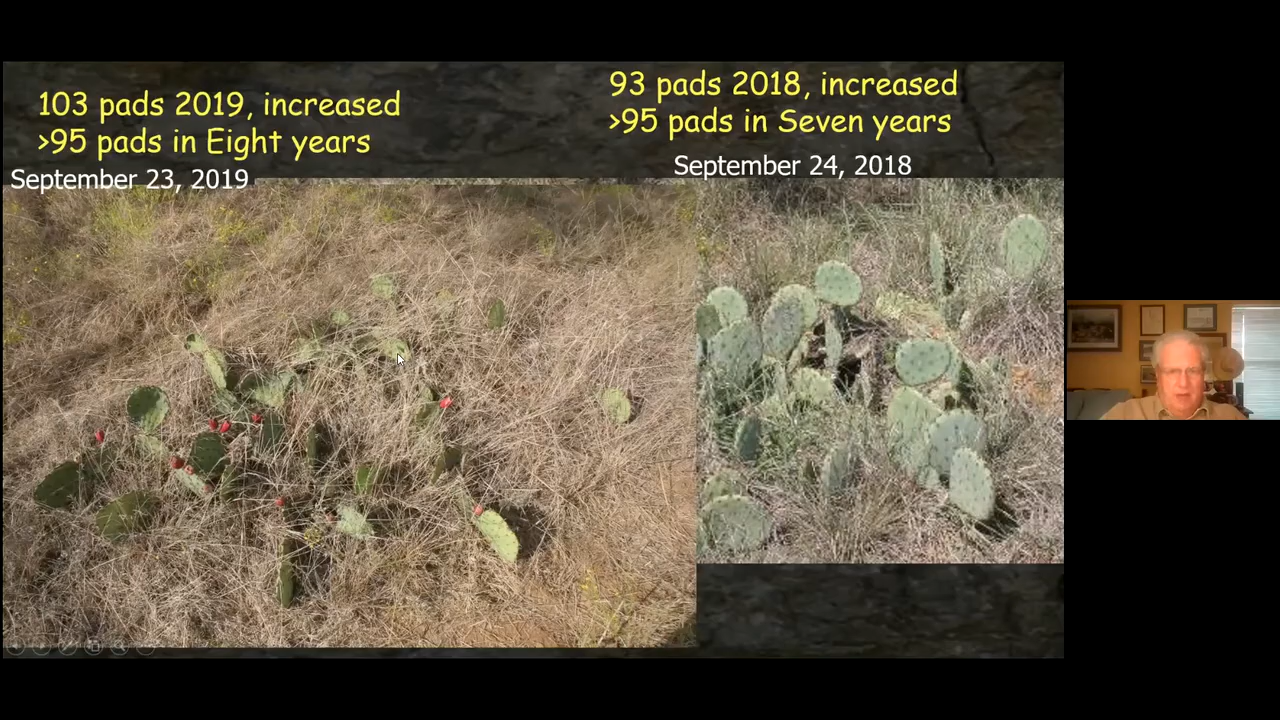 103 pads 2019, increased
>95 pads in Eight years
September 23, 2019
93 pads 2018, increased
>95 pads in Seven years
September 24, 2018